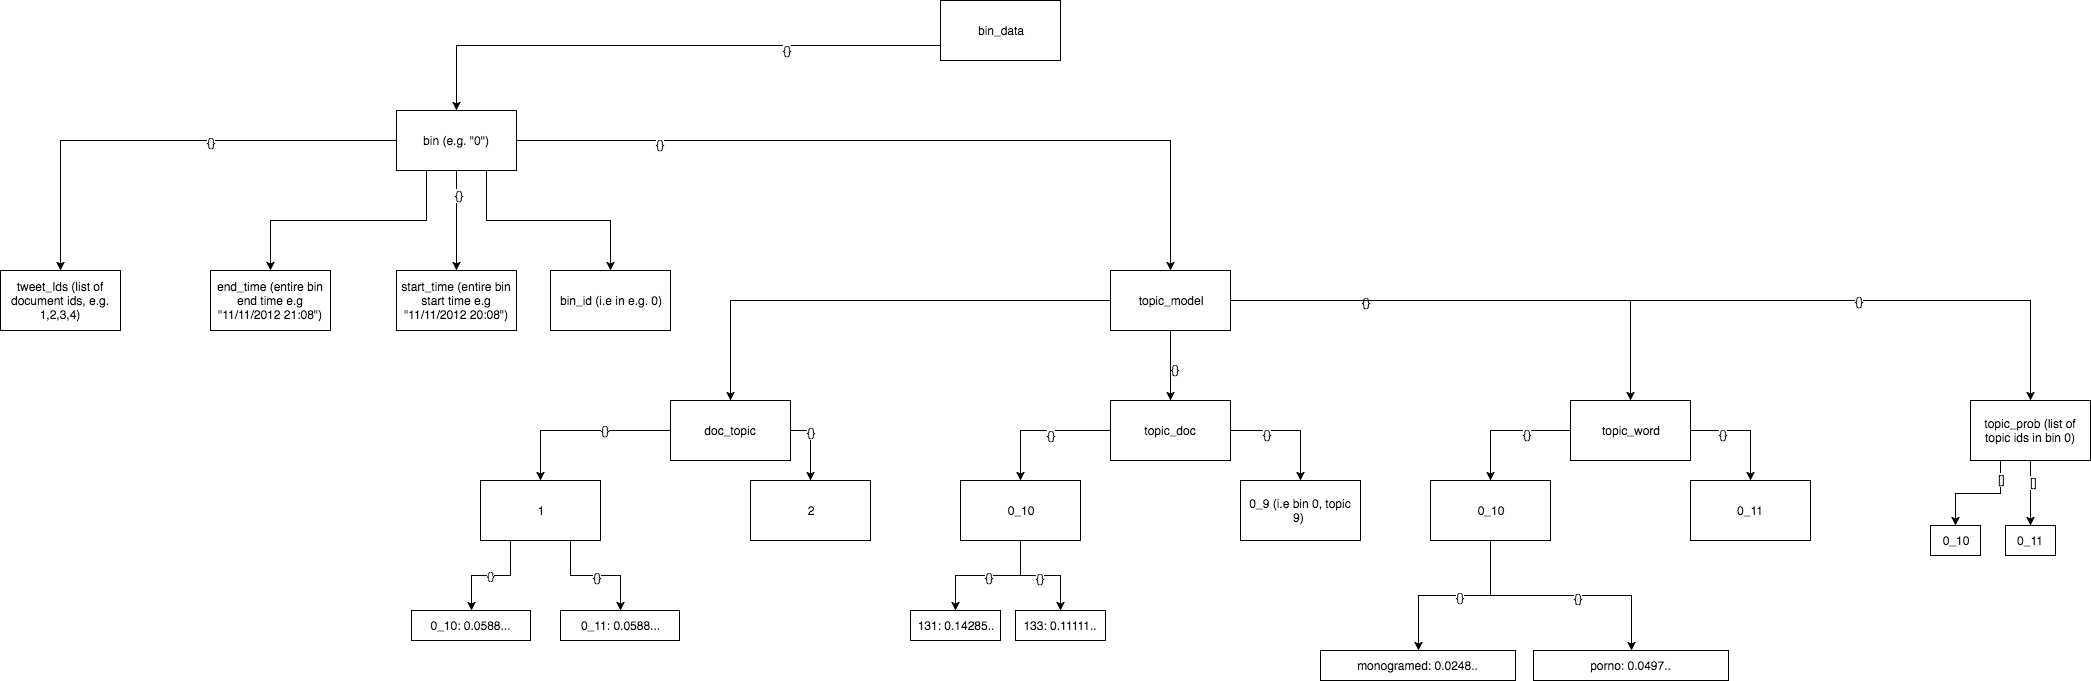 bin_data
{}
bin (e.g. "0")
{}
{}
{}
tweet_Ids (list of
document ids, e.g.
1,2,3,4)
end_time (entire bin
end time e.g
"11/11/2012 21:08")
start_time (entire bin
start time e.g
"11/11/2012 20:08")
bin_id (i.e in e.g. 0)
topic_model
{}
{}
{}
doc_topic
{}
{}
topic_doc
{}
{}
topic_word
{}
{}
topic_prob (list of
topic ids in bin 0)
[]
[]
1
2
0_10
0_9 (i.e bin 0, topic
9)
0_10
0_11
0_10
0_11
{}
{}
{}
{}
{}
{}
0_10: 0.0588...
0_11: 0.0588...
131: 0.14285..
133: 0.11111..
monogramed: 0.0248..
porno: 0.0497..